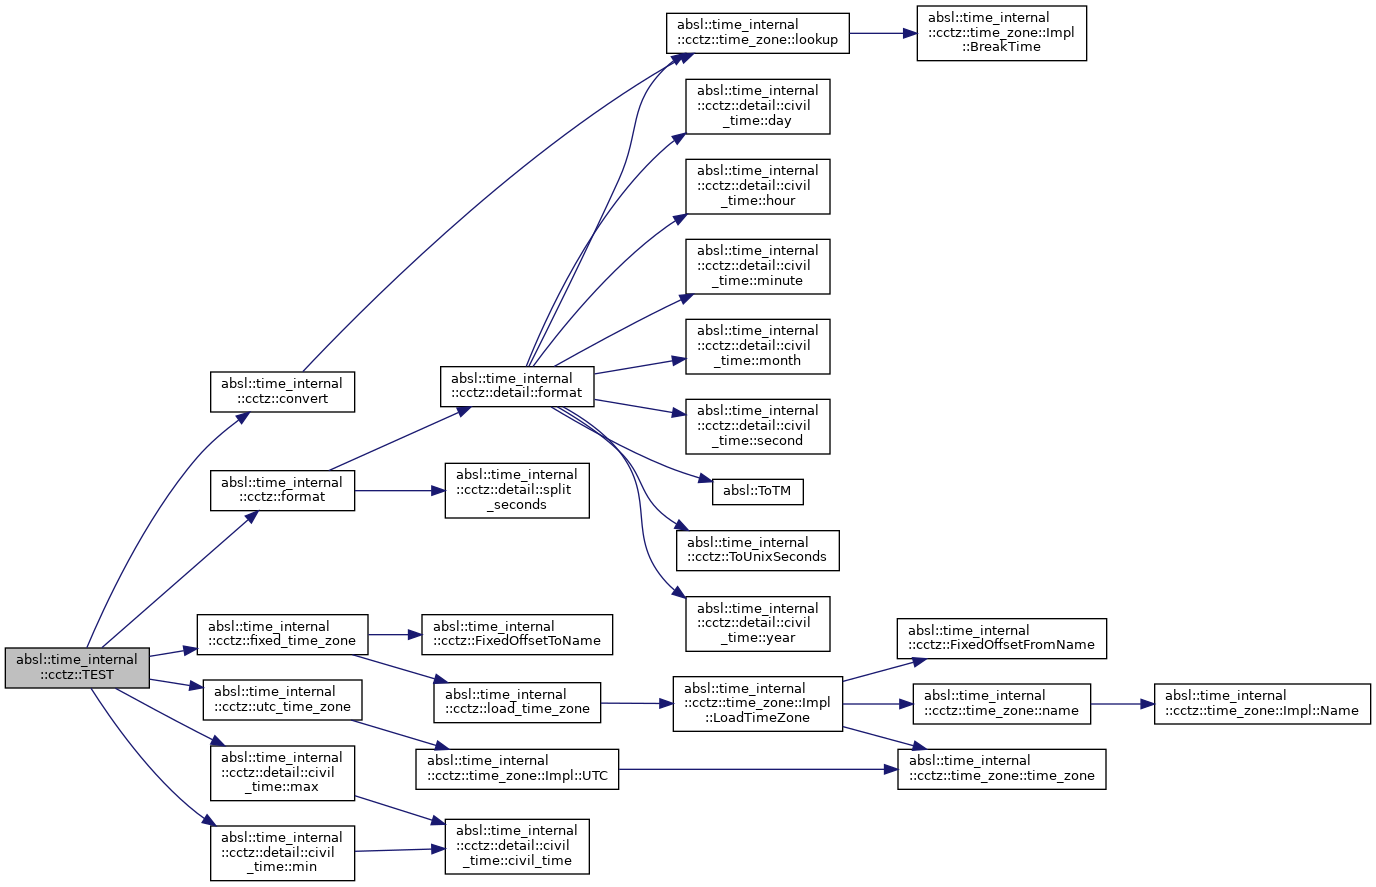 absl::time_internal
::cctz::TEST
absl::time_internal
::cctz::convert
absl::time_internal
::cctz::time_zone::lookup
absl::time_internal
::cctz::time_zone::Impl
::BreakTime
absl::time_internal
::cctz::format
absl::time_internal
::cctz::detail::format
absl::time_internal
::cctz::detail::civil
_time::day
absl::time_internal
::cctz::detail::civil
_time::hour
absl::time_internal
::cctz::detail::civil
_time::minute
absl::time_internal
::cctz::detail::civil
_time::month
absl::time_internal
::cctz::detail::civil
_time::second
absl::ToTM
absl::time_internal
::cctz::ToUnixSeconds
absl::time_internal
::cctz::detail::civil
_time::year
absl::time_internal
::cctz::detail::split
_seconds
absl::time_internal
::cctz::fixed_time_zone
absl::time_internal
::cctz::FixedOffsetToName
absl::time_internal
::cctz::load_time_zone
absl::time_internal
::cctz::time_zone::Impl
::LoadTimeZone
absl::time_internal
::cctz::FixedOffsetFromName
absl::time_internal
::cctz::time_zone::name
absl::time_internal
::cctz::time_zone::Impl::Name
absl::time_internal
::cctz::time_zone::time_zone
absl::time_internal
::cctz::utc_time_zone
absl::time_internal
::cctz::time_zone::Impl::UTC
absl::time_internal
::cctz::detail::civil
_time::max
absl::time_internal
::cctz::detail::civil
_time::civil_time
absl::time_internal
::cctz::detail::civil
_time::min